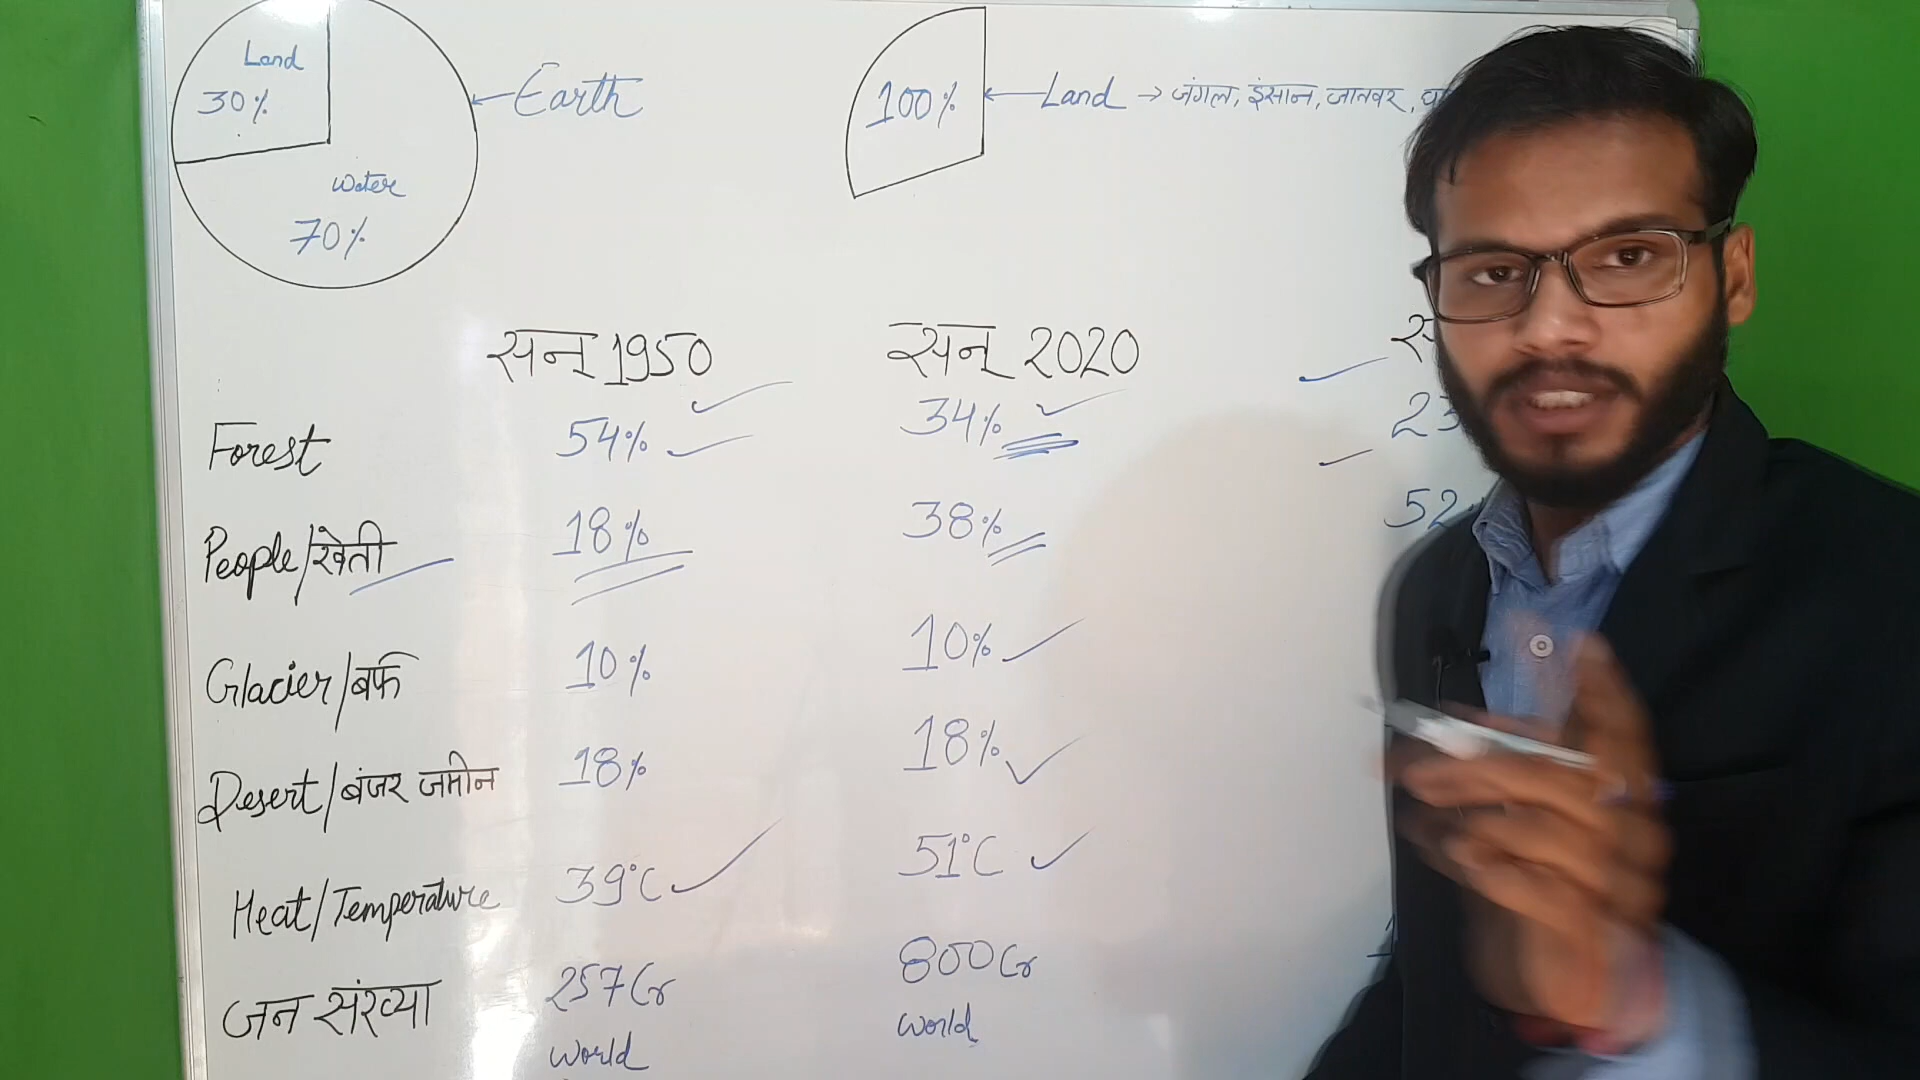 Land
30%
Earth
Water
70%
100%
Land → जंगल, इंसान, जानवर,
सन् 1950 सन् 2020
Forest 54% 34%
People/खेती 18% 38% 52
Glacier/बर्फ 10% 10%
Desert/बंजर जमीन 18% 18%
Heat/Temperature 39°C 51°C
जन संख्या 257Cr 800Cr
World World